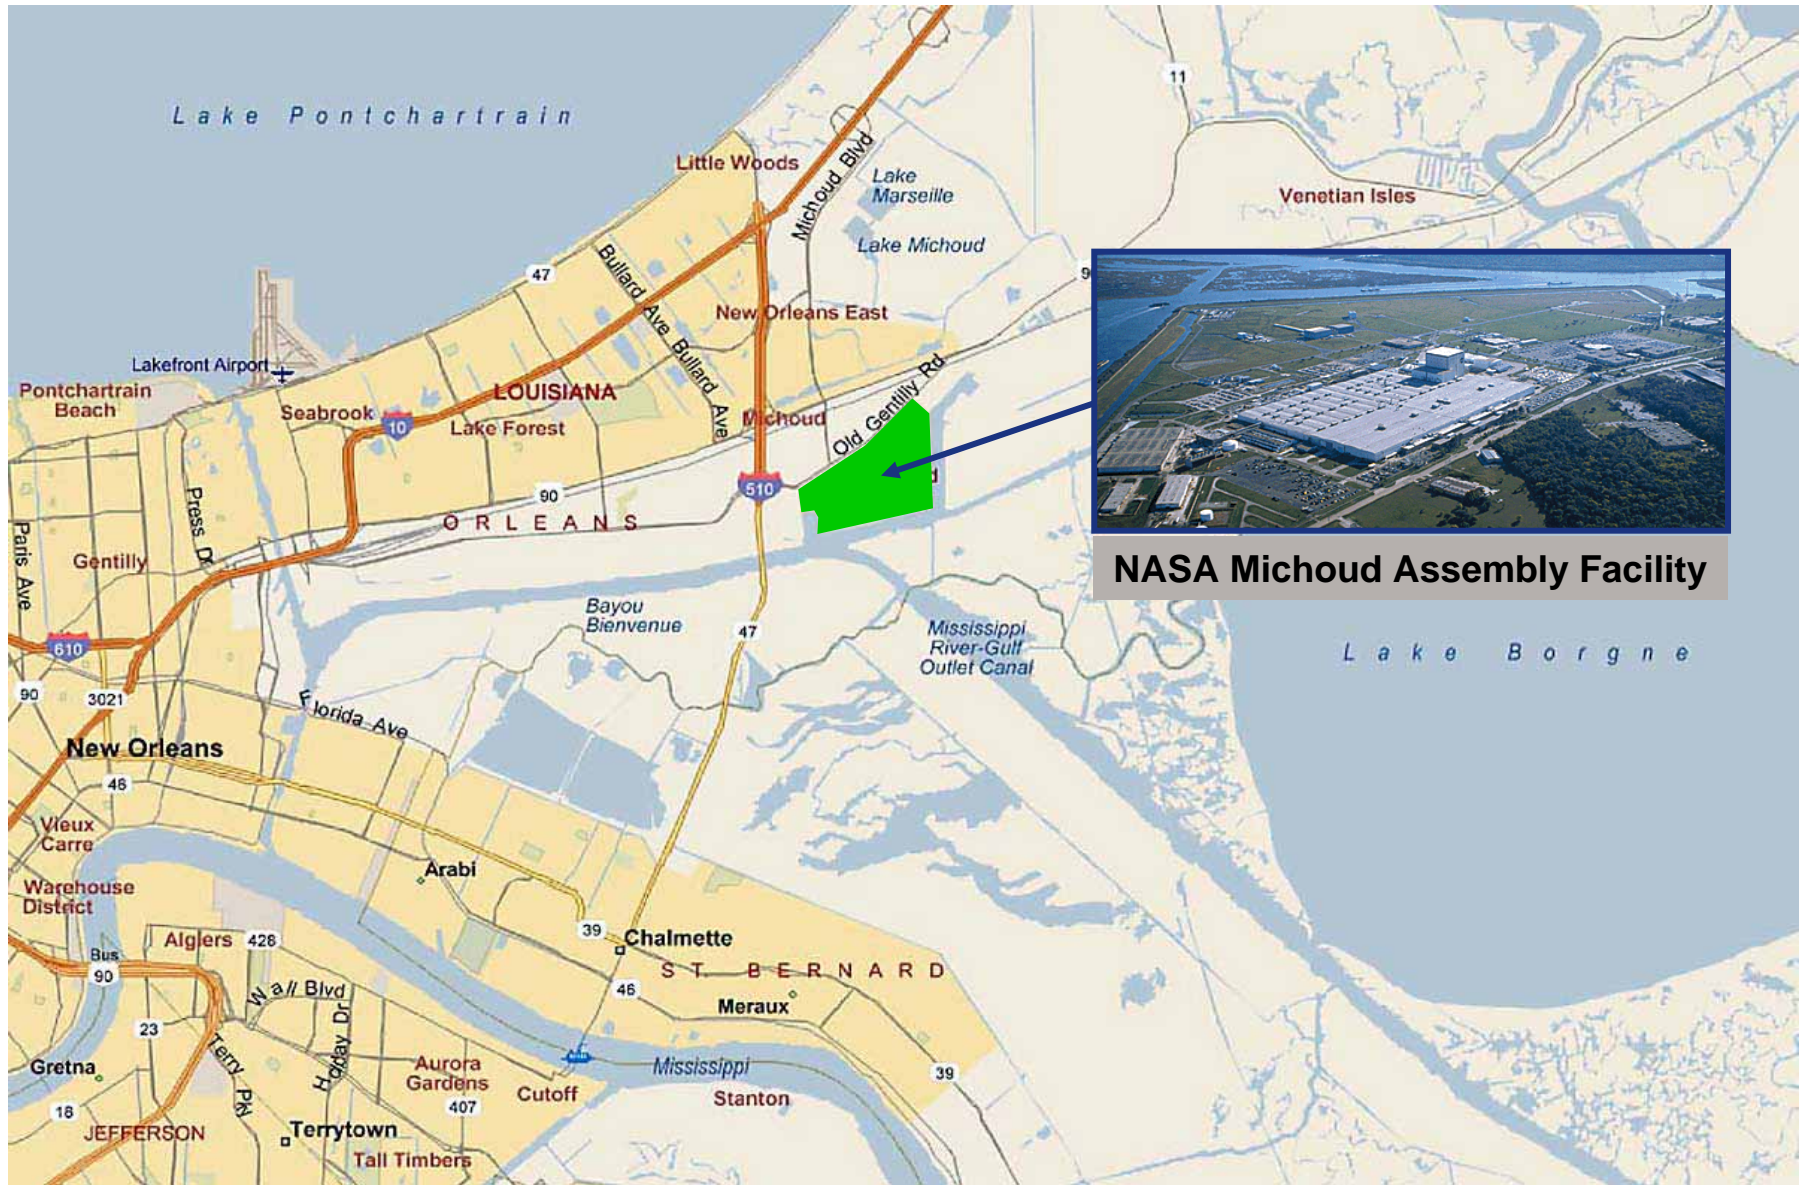 11
Lake Pontchartrain
Little Woods
Michoud Blvd
Lake
Marseille
Venetian Isles
Lake Michoud
47
Bullard Ave
Bullard Ave
New Orleans East
Lakefront Airport
Pontchartrain
Beach
LOUISIANA
Old Gentilly Rd
Seabrook
10
Lake Forest
Michoud
90
510
Press Dr
ORLEANS
Paris Ave
Gentilly
NASA Michoud Assembly Facility
Bayou
Bienvenue
47
Mississippi
River-Gulf
Outlet Canal
610
Lake Borgne
90
3021
Florida Ave
New Orleans
46
Vieux
Carre
Arabi
Warehouse
District
39
Chalmette
Algiers
428
Bus
90
ST. BERNARD
Wall Blvd
46
Meraux
23
Holiday Dr
Terry Pky
Gretna
Aurora
Gardens
Mississippi
39
Cutoff
Stanton
18
407
JEFFERSON
Terrytown
Tall Timbers